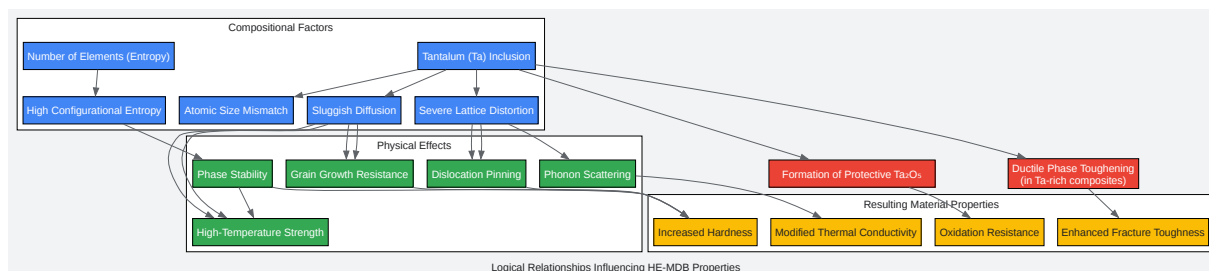 Compositional Factors
Number of Elements (Entropy)
Tantalum (Ta) Inclusion
High Configurational Entropy
Atomic Size Mismatch
Sluggish Diffusion
Severe Lattice Distortion
Physical Effects
Phase Stability
Grain Growth Resistance
Dislocation Pinning
Phonon Scattering
Formation of Protective Ta₂O₅
Ductile Phase Toughening
(in Ta-rich composites)
Resulting Material Properties
High-Temperature Strength
Increased Hardness
Modified Thermal Conductivity
Oxidation Resistance
Enhanced Fracture Toughness
Logical Relationships Influencing HE-MDB Properties